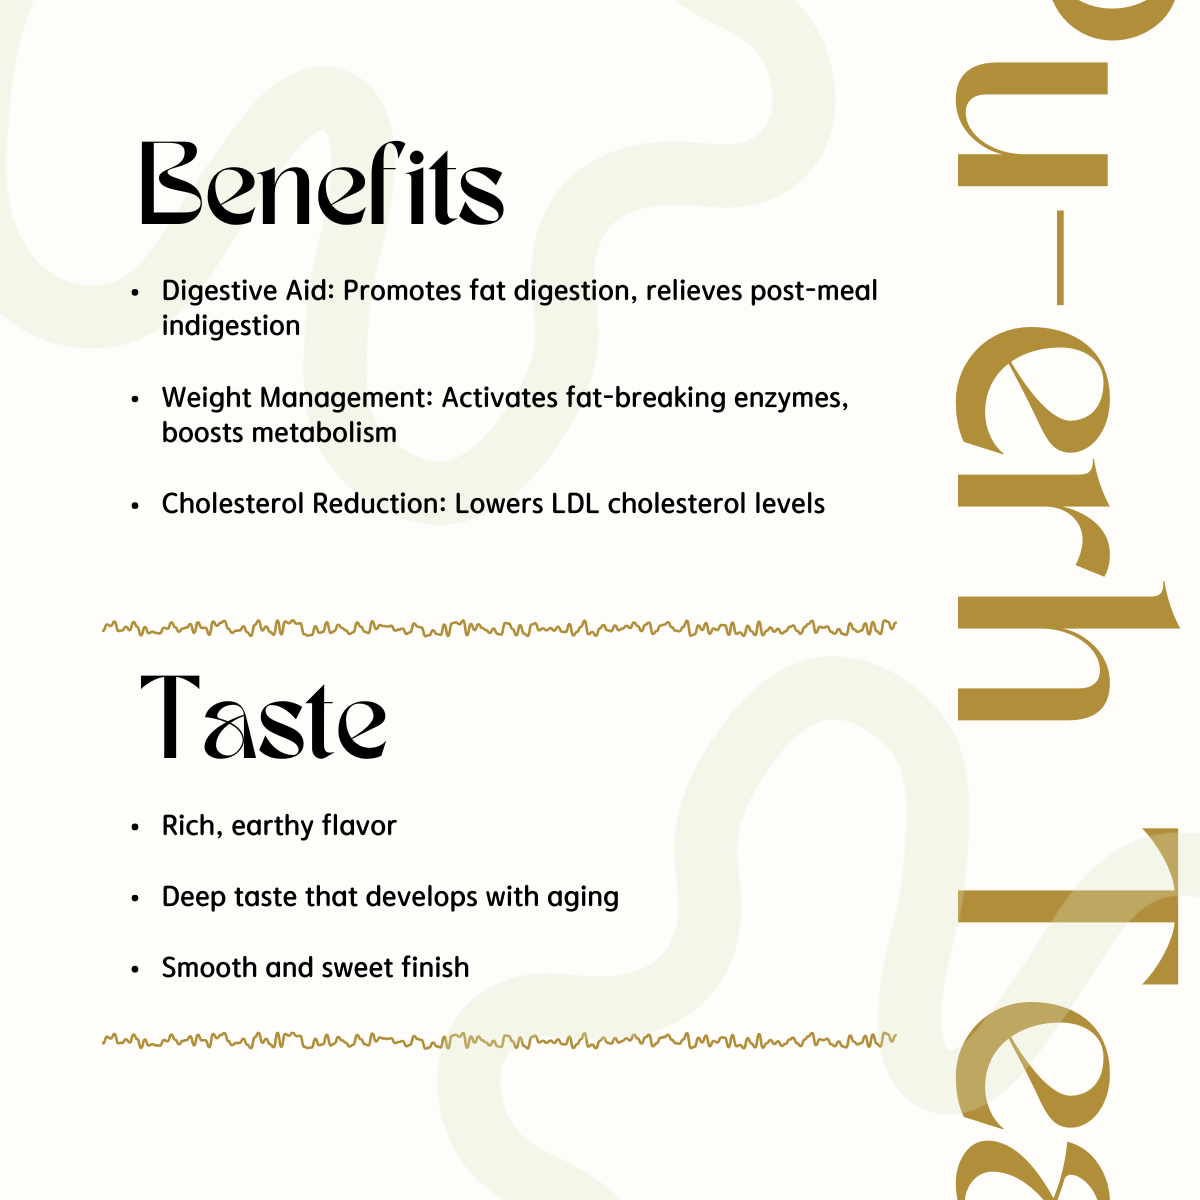 Benefits
• Digestive Aid: Promotes fat digestion, relieves post-meal
indigestion
• Weight Management: Activates fat-breaking enzymes,
boosts metabolism
• Cholesterol Reduction: Lowers LDL cholesterol levels
Taste
• Rich, earthy flavor
• Deep taste that develops with aging
• Smooth and sweet finish
pu-erh Tea